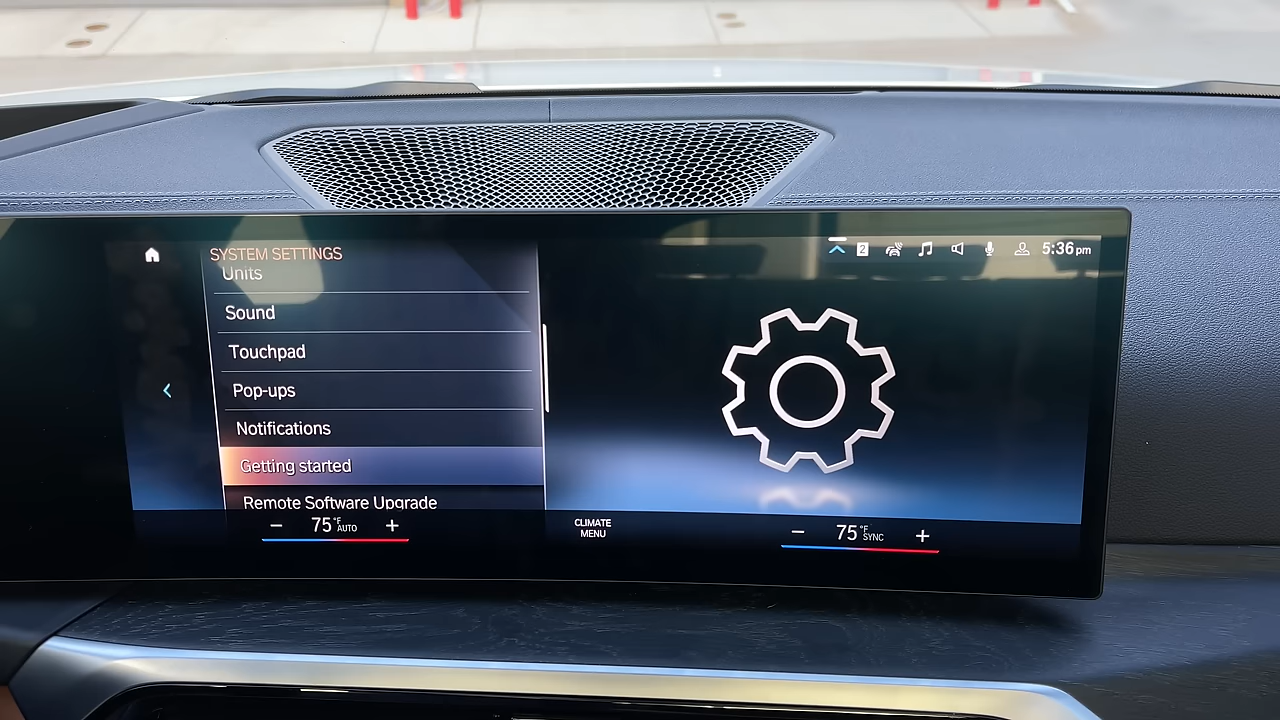 SYSTEM SETTINGS
2
5:36 pm
Units
Sound
Touchpad
Pop-ups
Notifications
Getting started
Remote Software Upgrade
− 75 °F AUTO +
CLIMATE
MENU
− 75 °F SYNC +